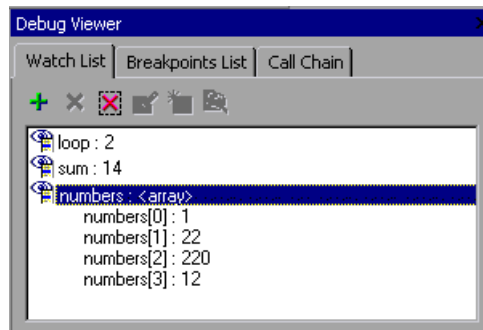 Debug Viewer
Watch List Breakpoints List Call Chain
loop : 2
sum : 14
numbers : <array>
numbers[0] : 1
numbers[1] : 22
numbers[2] : 220
numbers[3] : 12